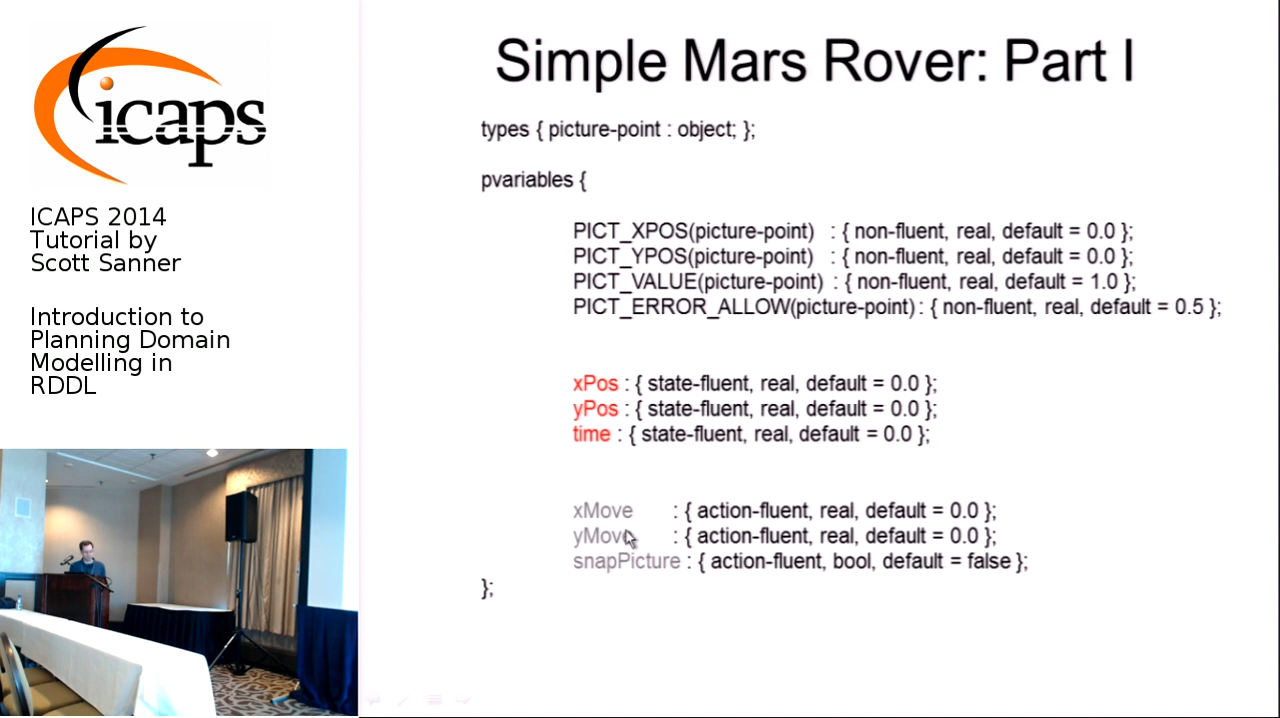 icaps
ICAPS 2014
Tutorial by
Scott Sanner
Introduction to
Planning Domain
Modelling in
RDDL
Simple Mars Rover: Part I
types { picture-point : object; };
pvariables {
PICT_XPOS(picture-point) : { non-fluent, real, default = 0.0 };
PICT_YPOS(picture-point) : { non-fluent, real, default = 0.0 };
PICT_VALUE(picture-point) : { non-fluent, real, default = 1.0 };
PICT_ERROR_ALLOW(picture-point) : { non-fluent, real, default = 0.5 };
xPos : { state-fluent, real, default = 0.0 };
yPos : { state-fluent, real, default = 0.0 };
time : { state-fluent, real, default = 0.0 };
xMove : { action-fluent, real, default = 0.0 };
yMove : { action-fluent, real, default = 0.0 };
snapPicture : { action-fluent, bool, default = false };
};